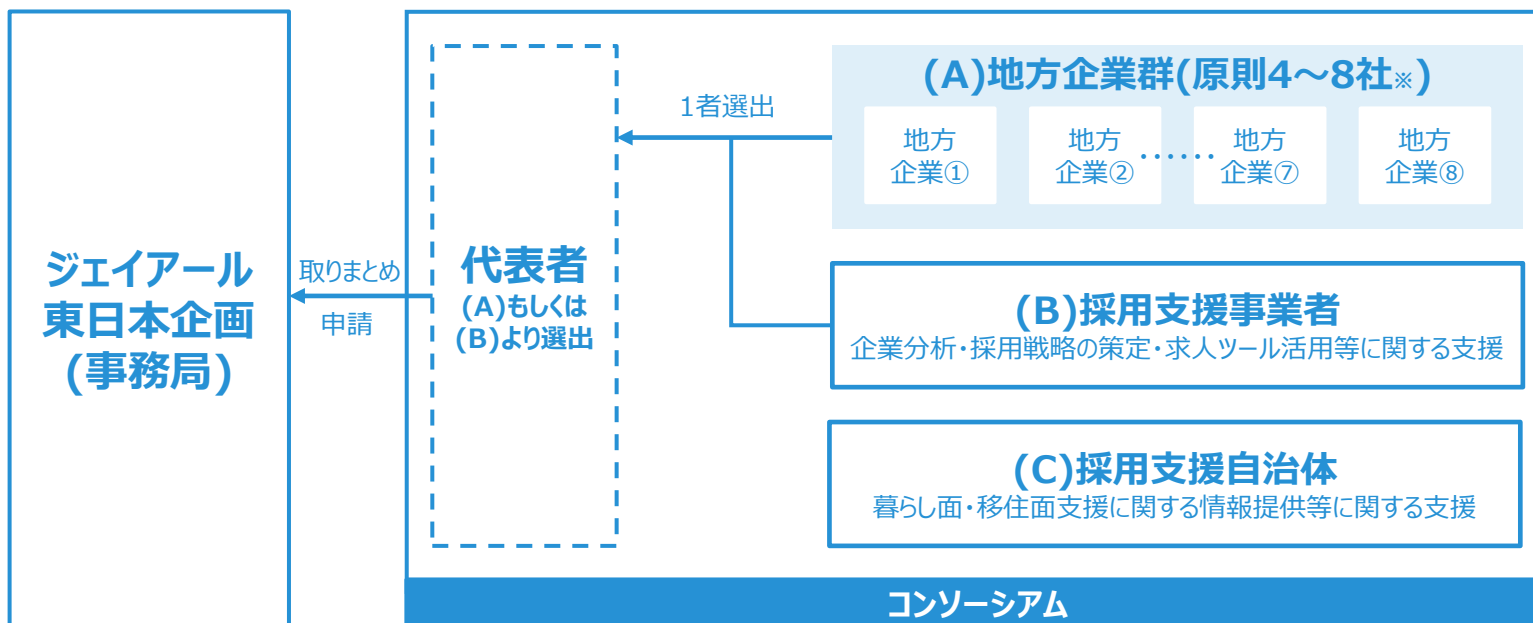 ジェイアール
東日本企画
(事務局)
取りまとめ
申請
代表者
(A)もしくは
(B)より選出
1者選出
(A)地方企業群(原則4～8社※)
地方
企業①
地方
企業②
……
地方
企業⑦
地方
企業⑧
(B)採用支援事業者
企業分析・採用戦略の策定・求人ツール活用等に関する支援
(C)採用支援自治体
暮らし面・移住面支援に関する情報提供等に関する支援
コンソーシアム